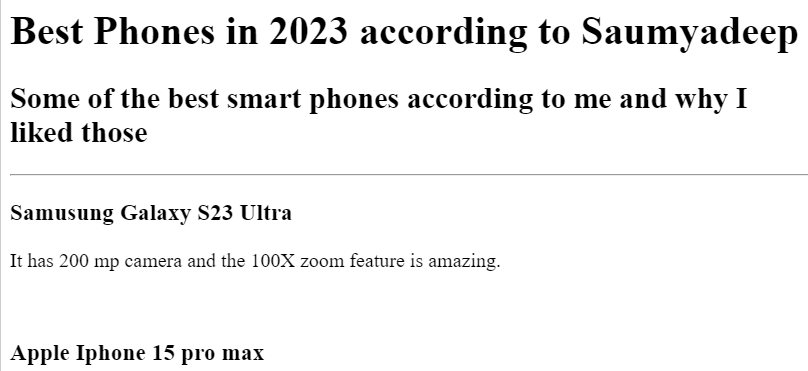 Best Phones in 2023 according to Saumyadeep
Some of the best smart phones according to me and why I
liked those
Samusung Galaxy S23 Ultra
It has 200 mp camera and the 100X zoom feature is amazing.
Apple Iphone 15 pro max